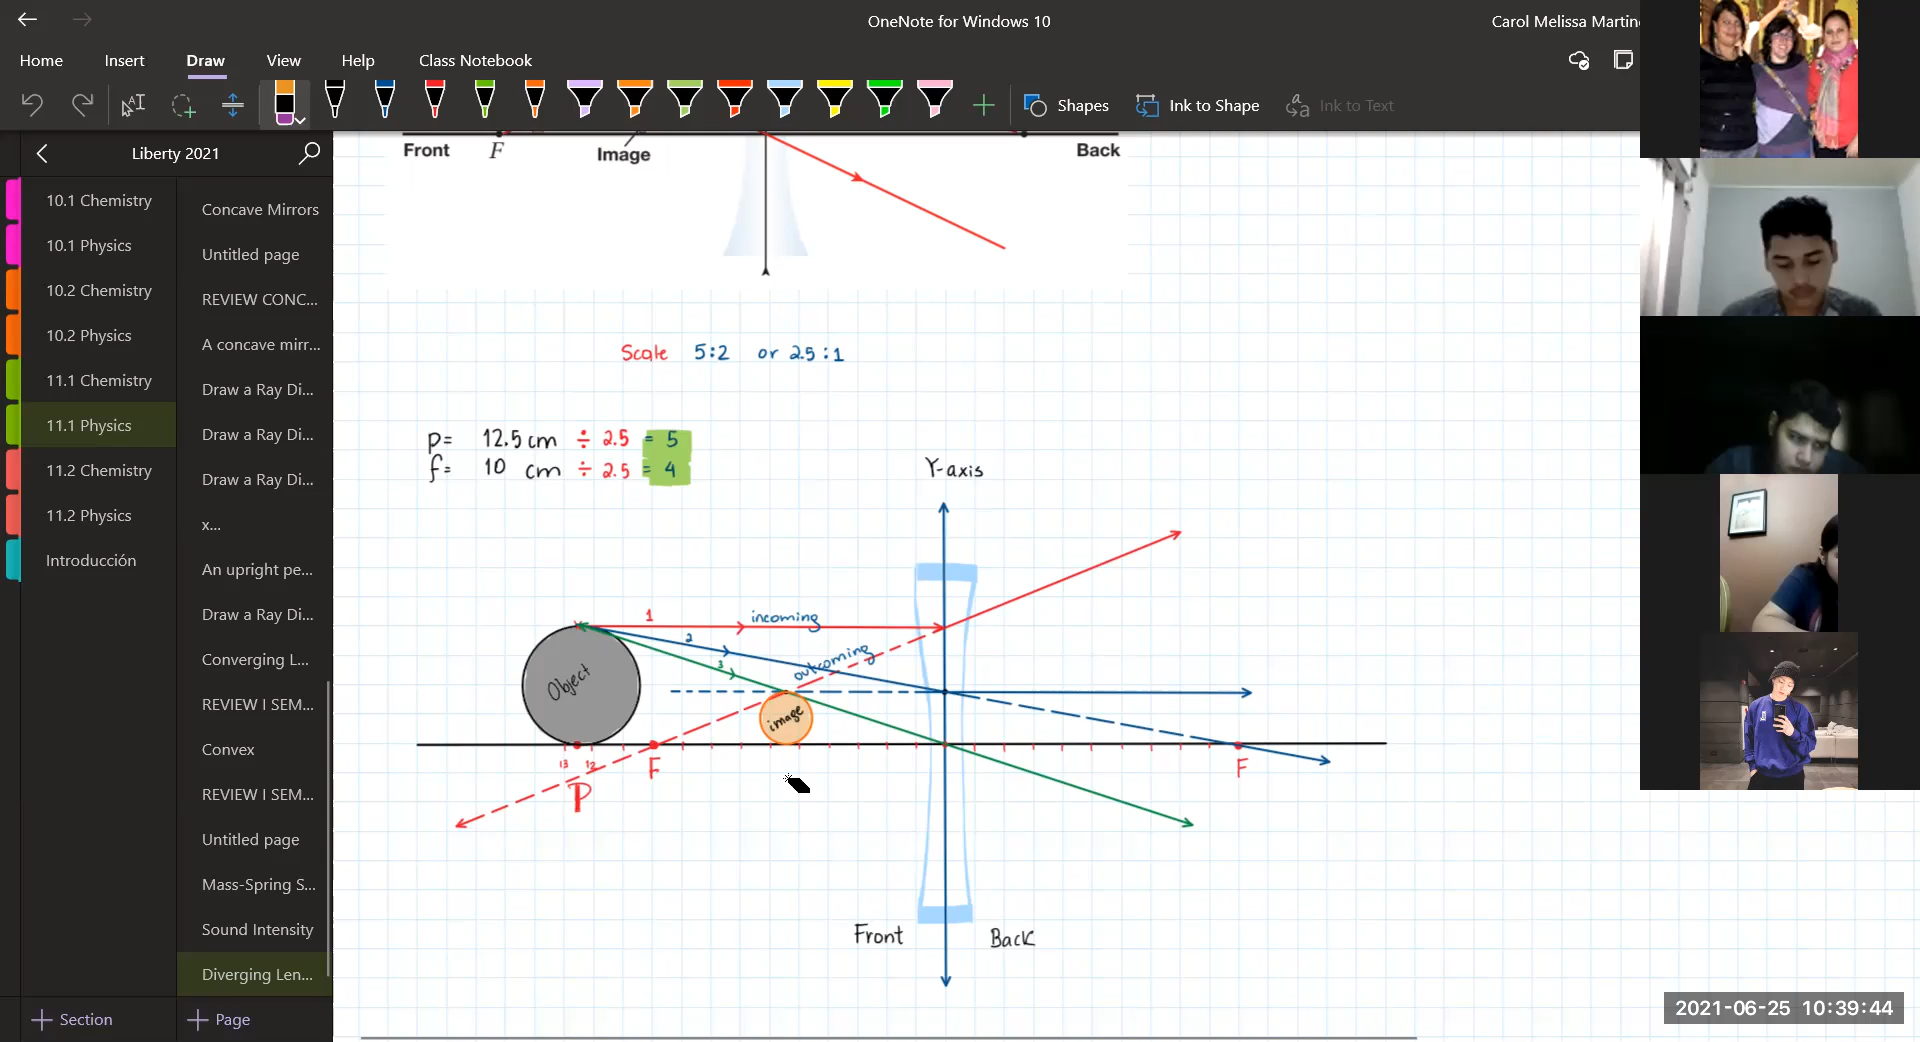 OneNote for Windows 10
Carol Melissa Martin
Home Insert Draw View Help Class Notebook
Shapes Ink to Shape Ink to Text
Liberty 2021
10.1 Chemistry
10.1 Physics
10.2 Chemistry
10.2 Physics
11.1 Chemistry
11.1 Physics
11.2 Chemistry
11.2 Physics
Introducción
Section
Concave Mirrors
Untitled page
REVIEW CONC...
A concave mirr...
Draw a Ray Di...
Draw a Ray Di...
Draw a Ray Di...
x...
An upright pe...
Draw a Ray Di...
Converging L...
REVIEW I SEM...
Convex
REVIEW I SEM...
Untitled page
Mass-Spring S...
Sound Intensity
Diverging Len...
Page
Front F Image Back
Scale 5:2 or 2.5:1
p= 12.5 cm ÷ 2.5 = 5
f= 10 cm ÷ 2.5 = 4
Y-axis
1 incoming
2
3 outcoming
Object
image
13 12
P
F
F
Front Back
2021-06-25 10:39:44